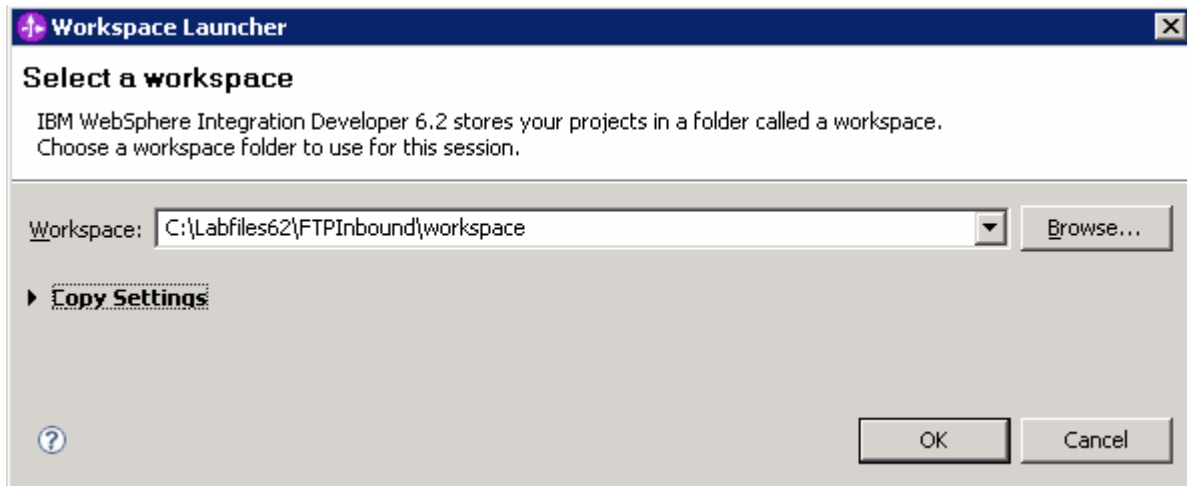 Workspace Launcher
Select a workspace
IBM WebSphere Integration Developer 6.2 stores your projects in a folder called a workspace.
Choose a workspace folder to use for this session.
Workspace: C:\Labfiles62\FTPInbound\workspace Browse...
Copy Settings
? OK Cancel